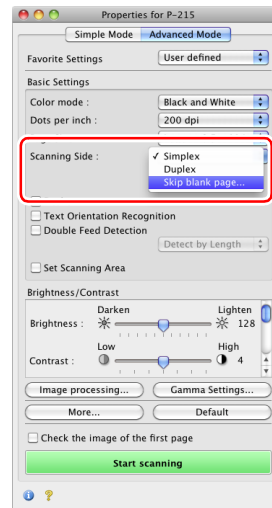 Properties for P-215
Simple Mode Advanced Mode
Favorite Settings User defined
Basic Settings
Color mode : Black and White
Dots per inch : 200 dpi
Scanning Side : ✓ Simplex
Duplex
Skip blank page...
Text Orientation Recognition
Double Feed Detection
Detect by Length
Set Scanning Area
Brightness/Contrast
Darken Lighten
Brightness : 128
Low High
Contrast : 4
Image processing... Gamma Settings...
More... Default
Check the image of the first page
Start scanning